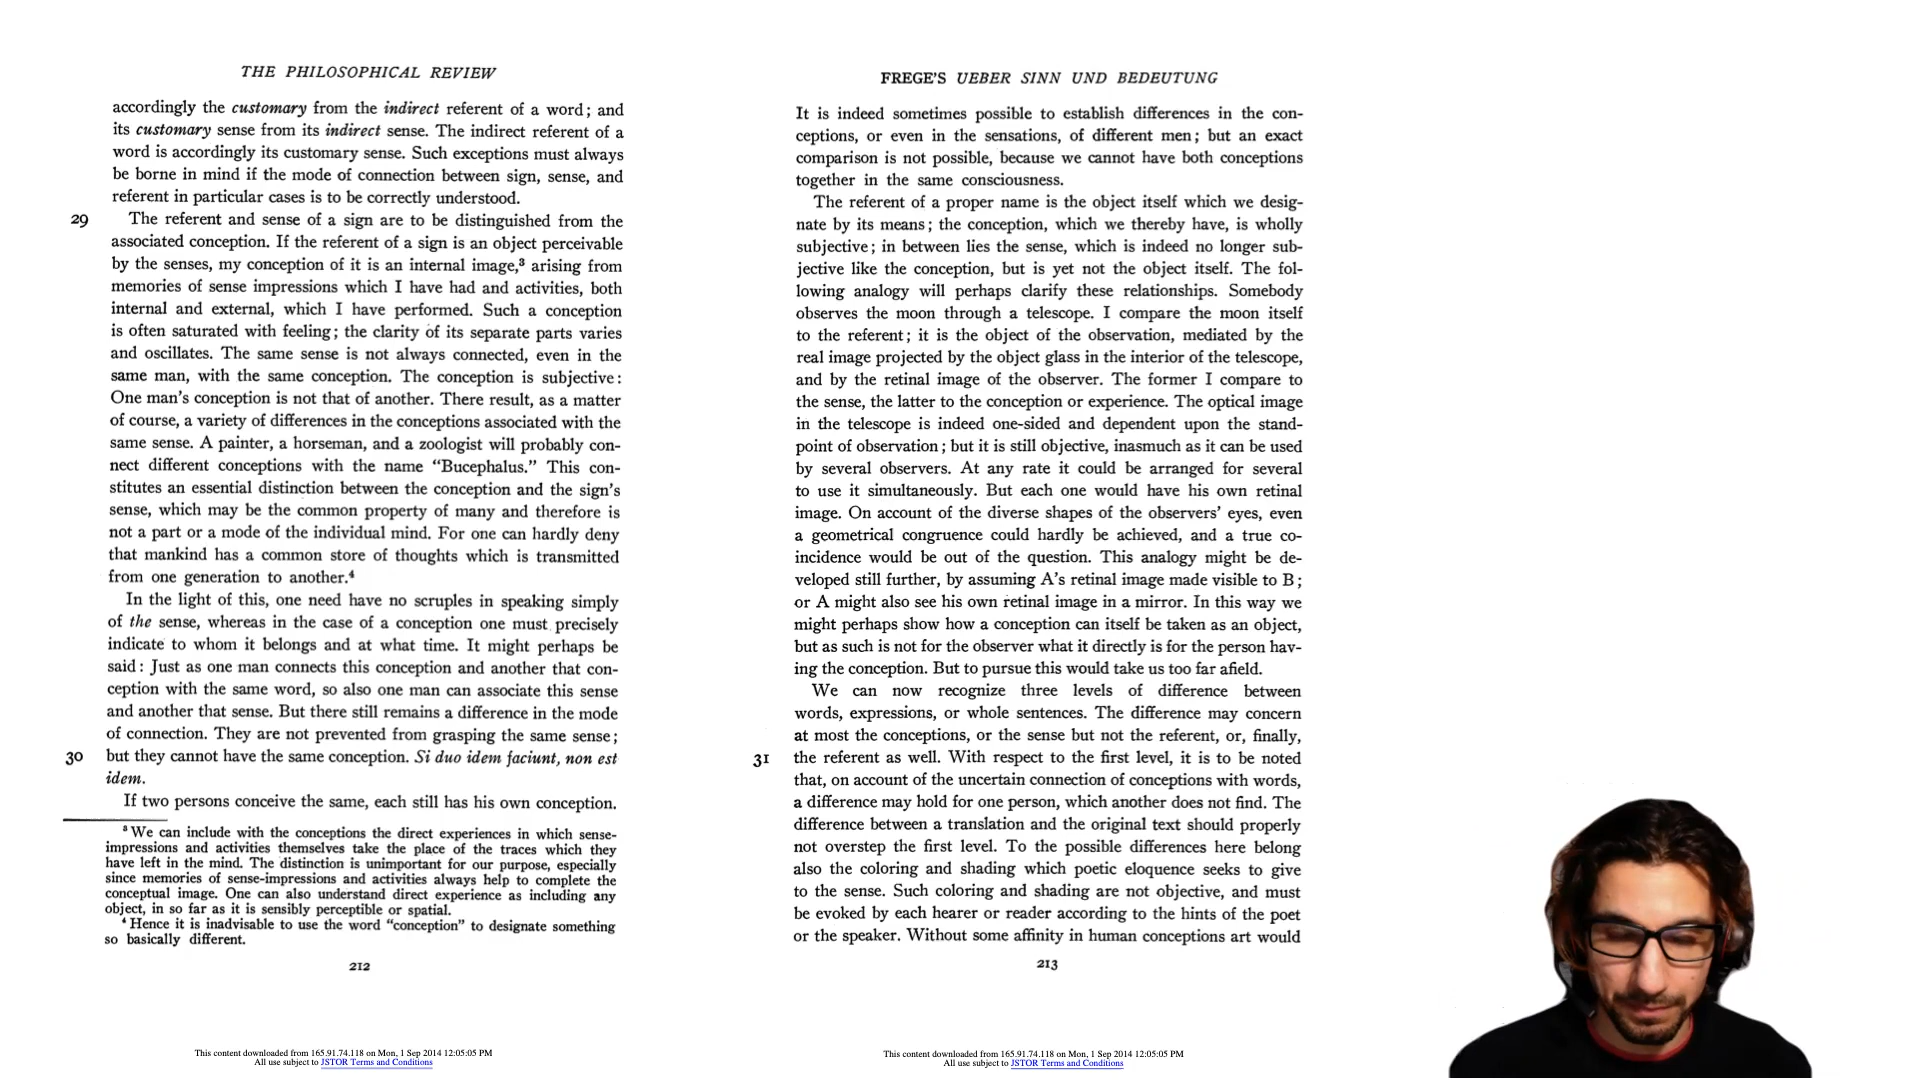 THE PHILOSOPHICAL REVIEW
accordingly the customary from the indirect referent of a word; and
its customary sense from its indirect sense. The indirect referent of a
word is accordingly its customary sense. Such exceptions must always
be borne in mind if the mode of connection between sign, sense, and
referent in particular cases is to be correctly understood.
29 The referent and sense of a sign are to be distinguished from the
associated conception. If the referent of a sign is an object perceivable
by the senses, my conception of it is an internal image,³ arising from
memories of sense impressions which I have had and activities, both
internal and external, which I have performed. Such a conception
is often saturated with feeling; the clarity of its separate parts varies
and oscillates. The same sense is not always connected, even in the
same man, with the same conception. The conception is subjective:
One man's conception is not that of another. There result, as a matter
of course, a variety of differences in the conceptions associated with the
same sense. A painter, a horseman, and a zoologist will probably con-
nect different conceptions with the name "Bucephalus." This con-
stitutes an essential distinction between the conception and the sign's
sense, which may be the common property of many and therefore is
not a part or a mode of the individual mind. For one can hardly deny
that mankind has a common store of thoughts which is transmitted
from one generation to another.⁴
In the light of this, one need have no scruples in speaking simply
of the sense, whereas in the case of a conception one must precisely
indicate to whom it belongs and at what time. It might perhaps be
said: Just as one man connects this conception and another that con-
ception with the same word, so also one man can associate this sense
and another that sense. But there still remains a difference in the mode
of connection. They are not prevented from grasping the same sense;
30 but they cannot have the same conception. Si duo idem faciunt, non est
idem.
If two persons conceive the same, each still has his own conception.
³ We can include with the conceptions the direct experiences in which sense-
impressions and activities themselves take the place of the traces which they
have left in the mind. The distinction is unimportant for our purpose, especially
since memories of sense-impressions and activities always help to complete the
conceptual image. One can also understand direct experience as including any
object, in so far as it is sensibly perceptible or spatial.
⁴ Hence it is inadvisable to use the word "conception" to designate something
so basically different.
212
This content downloaded from 165.91.74.118 on Mon, 1 Sep 2014 12:05:05 PM
All use subject to JSTOR Terms and Conditions
FREGE'S UEBER SINN UND BEDEUTUNG
It is indeed sometimes possible to establish differences in the con-
ceptions, or even in the sensations, of different men; but an exact
comparison is not possible, because we cannot have both conceptions
together in the same consciousness.
The referent of a proper name is the object itself which we desig-
nate by its means; the conception, which we thereby have, is wholly
subjective; in between lies the sense, which is indeed no longer sub-
jective like the conception, but is yet not the object itself. The fol-
lowing analogy will perhaps clarify these relationships. Somebody
observes the moon through a telescope. I compare the moon itself
to the referent; it is the object of the observation, mediated by the
real image projected by the object glass in the interior of the telescope,
and by the retinal image of the observer. The former I compare to
the sense, the latter to the conception or experience. The optical image
in the telescope is indeed one-sided and dependent upon the stand-
point of observation; but it is still objective, inasmuch as it can be used
by several observers. At any rate it could be arranged for several
to use it simultaneously. But each one would have his own retinal
image. On account of the diverse shapes of the observers' eyes, even
a geometrical congruence could hardly be achieved, and a true co-
incidence would be out of the question. This analogy might be de-
veloped still further, by assuming A's retinal image made visible to B;
or A might also see his own retinal image in a mirror. In this way we
might perhaps show how a conception can itself be taken as an object,
but as such is not for the observer what it directly is for the person hav-
ing the conception. But to pursue this would take us too far afield.
We can now recognize three levels of difference between
words, expressions, or whole sentences. The difference may concern
at most the conceptions, or the sense but not the referent, or, finally,
31 the referent as well. With respect to the first level, it is to be noted
that, on account of the uncertain connection of conceptions with words,
a difference may hold for one person, which another does not find. The
difference between a translation and the original text should properly
not overstep the first level. To the possible differences here belong
also the coloring and shading which poetic eloquence seeks to give
to the sense. Such coloring and shading are not objective, and must
be evoked by each hearer or reader according to the hints of the poet
or the speaker. Without some affinity in human conceptions art would
213
This content downloaded from 165.91.74.118 on Mon, 1 Sep 2014 12:05:05 PM
All use subject to JSTOR Terms and Conditions